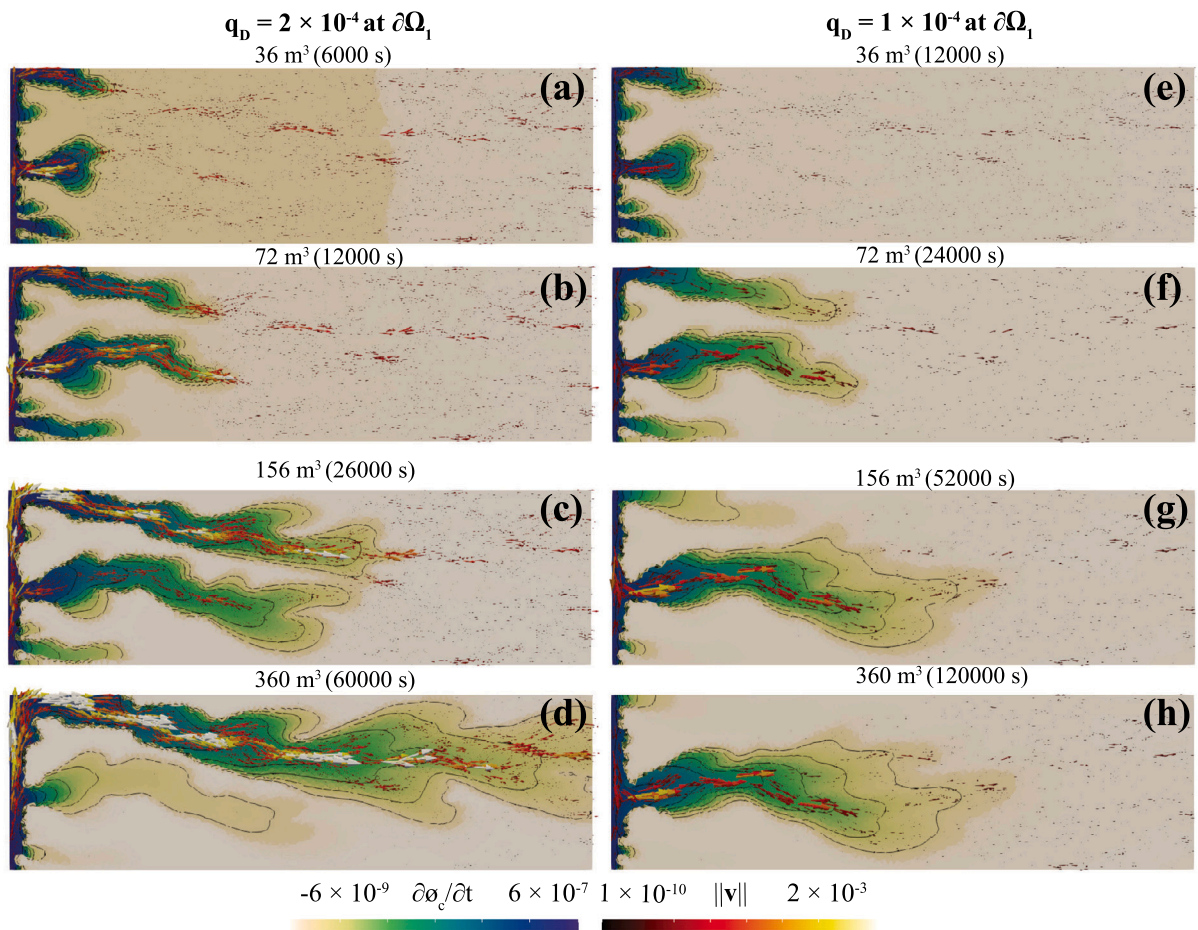 q_D = 2 × 10⁻⁴ at ∂Ω₁
q_D = 1 × 10⁻⁴ at ∂Ω₁
36 m³ (6000 s)
36 m³ (12000 s)
(a)
(e)
72 m³ (12000 s)
72 m³ (24000 s)
(b)
(f)
156 m³ (26000 s)
156 m³ (52000 s)
(c)
(g)
360 m³ (60000 s)
360 m³ (120000 s)
(d)
(h)
-6 × 10⁻⁹ ∂ø_c/∂t 6 × 10⁻⁷
1 × 10⁻¹⁰ ||v|| 2 × 10⁻³